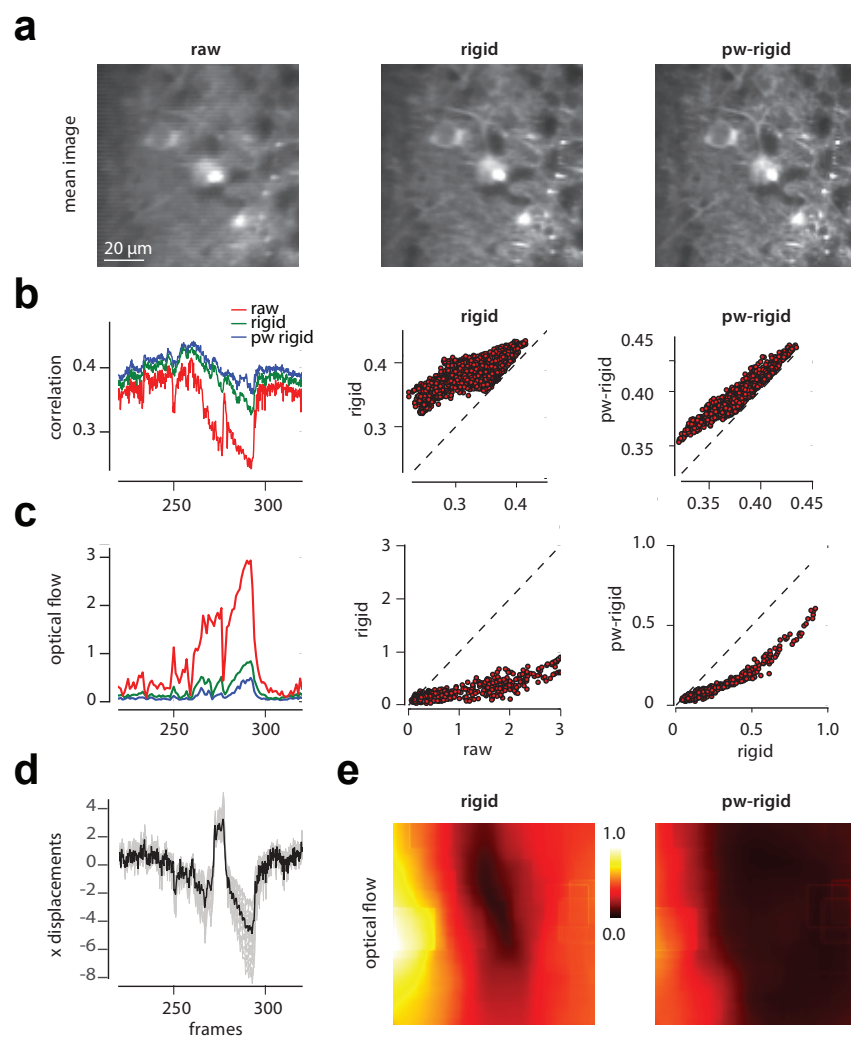 a
raw
rigid
pw-rigid
mean image
20 µm
b
raw
rigid
pw rigid
rigid
pw-rigid
correlation
0.4
0.3
250
300
rigid
0.4
0.3
0.3
0.4
pw-rigid
0.45
0.40
0.35
0.35
0.40
0.45
c
optical flow
3
2
1
0
250
300
rigid
3
2
1
0
0
1
2
3
raw
pw-rigid
1.0
0.5
0
0
0.5
1.0
rigid
d
x displacements
4
2
0
-2
-4
-6
-8
250
300
frames
e
rigid
pw-rigid
optical flow
1.0
0.0